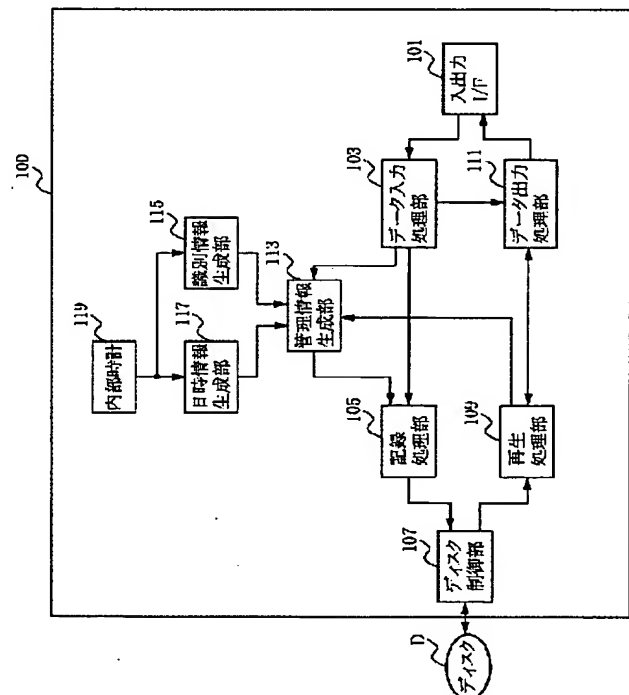 10D
119
内部時計
115
識別情報
生成部
117
日時情報
生成部
113
管理情報
生成部
101
入出力
I/F
103
データ入力
処理部
111
データ出力
処理部
105
記録
処理部
109
再生
処理部
107
ディスク
制御部
D
ディスク